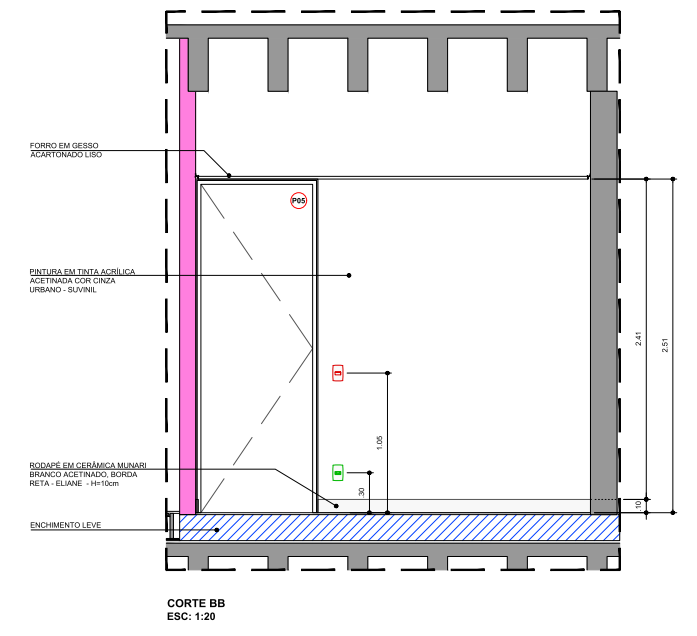 FORRO EM GESSO
ACARTONADO LISO
P05
PINTURA EM TINTA ACRÍLICA
ACETINADA COR CINZA
URBANO - SUVINIL
2.41
2.51
1.05
RODAPÉ EM CERÂMICA MUNARI
BRANCO ACETINADO, BORDA
RETA - ELIANE - H=10cm
.30
.10
ENCHIMENTO LEVE
CORTE BB
ESC: 1:20